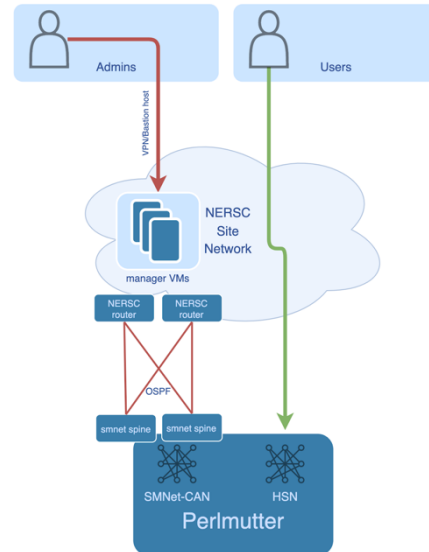 Admins
Users
VPN/Bastion host
NERSC
Site
Network
manager VMs
NERSC
router
NERSC
router
OSPF
smnet spine
smnet spine
SMNet-CAN
HSN
Perlmutter